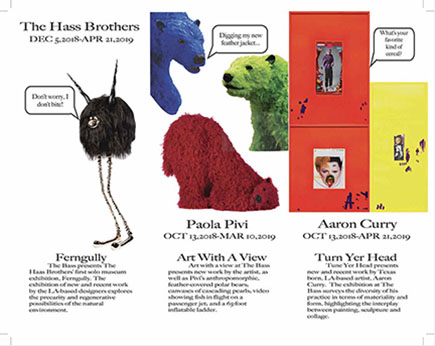 The Hass Brothers
DEC 5,2018-APR 21,2019
Don't worry, I
don't bite!
Ferngully
The Bass presents The
Haas Brothers' first solo museum
exhibition, Ferngully. The
exhibition of new and recent work
by the LA-based designers explores
the precarity and regenerative
possibilities of the natural
environment.
Digging my new
feather jacket...
Paola Pivi
OCT 13,2018-MAR 10,2019
Art With A View
Art with a view at The Bass
presents new work by the artist, as
well as Pivi's anthropomorphic,
feather-covered polar bears,
canvases of cascading pearls, video
showing fish in flight on a
passenger jet, and a 65foot
inflatable ladder.
What's your
favorite
kind of
cereal?
Aaron Curry
OCT 13,2018-APR 21,2019
Turn Yer Head
Tune Yer Head presents
new and recent work by Texas
born, LA-based artist, Aaron
Curry. The exhibition at The
Bass surveys the diversity of his
practice in terms of materiality and
form, highlighting the interplay
between painting, sculpture and
collage.